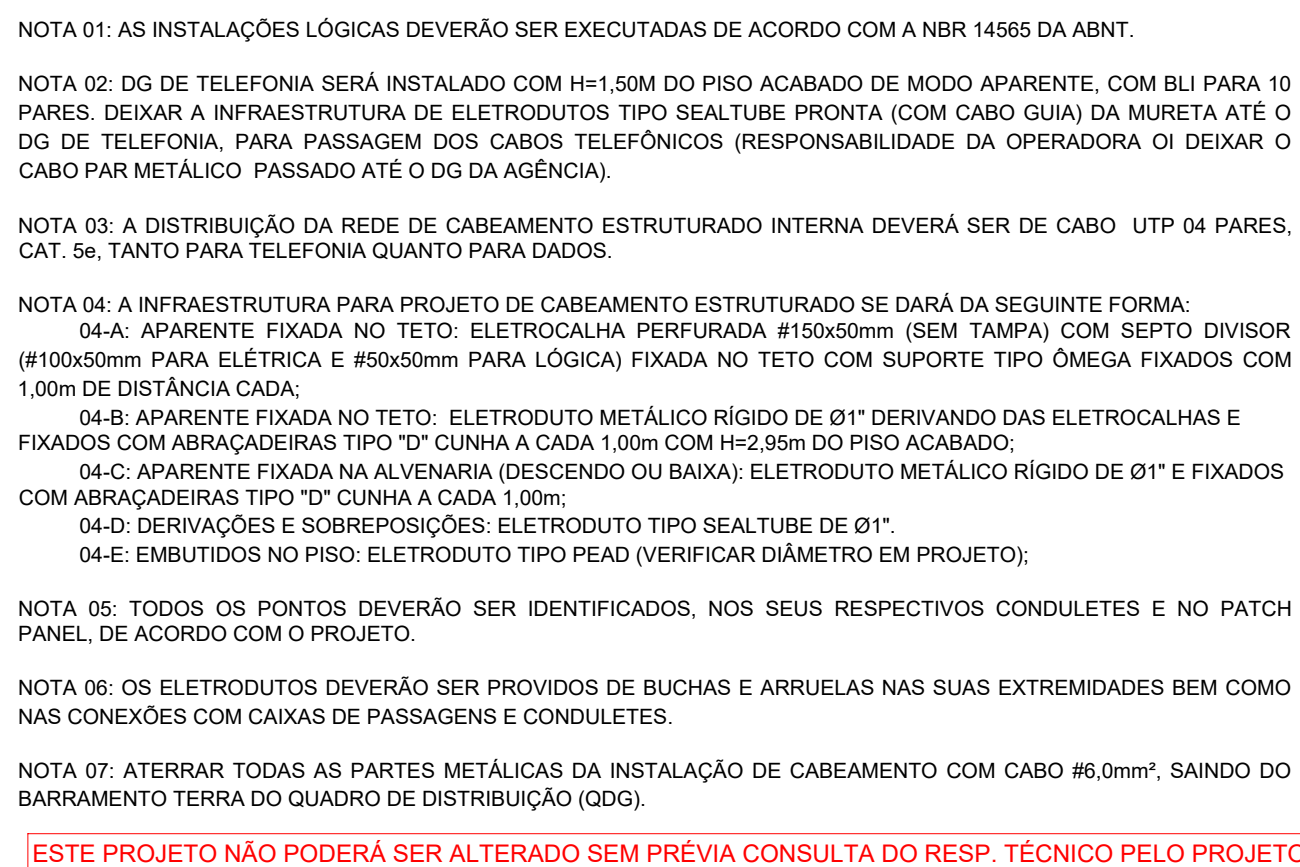 NOTA 01: AS INSTALAÇÕES LÓGICAS DEVERÃO SER EXECUTADAS DE ACORDO COM A NBR 14565 DA ABNT.
NOTA 02: DG DE TELEFONIA SERÁ INSTALADO COM H=1,50M DO PISO ACABADO DE MODO APARENTE, COM BLI PARA 10
PARES. DEIXAR A INFRAESTRUTURA DE ELETRODUTOS TIPO SEALTUBE PRONTA (COM CABO GUIA) DA MURETA ATÉ O
DG DE TELEFONIA, PARA PASSAGEM DOS CABOS TELEFÔNICOS (RESPONSABILIDADE DA OPERADORA OI DEIXAR O
CABO PAR METÁLICO PASSADO ATÉ O DG DA AGÊNCIA).
NOTA 03: A DISTRIBUIÇÃO DA REDE DE CABEAMENTO ESTRUTURADO INTERNA DEVERÁ SER DE CABO UTP 04 PARES,
CAT. 5e, TANTO PARA TELEFONIA QUANTO PARA DADOS.
NOTA 04: A INFRAESTRUTURA PARA PROJETO DE CABEAMENTO ESTRUTURADO SE DARÁ DA SEGUINTE FORMA:
04-A: APARENTE FIXADA NO TETO: ELETROCALHA PERFURADA #150x50mm (SEM TAMPA) COM SEPTO DIVISOR
(#100x50mm PARA ELÉTRICA E #50x50mm PARA LÓGICA) FIXADA NO TETO COM SUPORTE TIPO ÔMEGA FIXADOS COM
1,00m DE DISTÂNCIA CADA;
04-B: APARENTE FIXADA NO TETO: ELETRODUTO METÁLICO RÍGIDO DE Ø1" DERIVANDO DAS ELETROCALHAS E
FIXADOS COM ABRAÇADEIRAS TIPO "D" CUNHA A CADA 1,00m COM H=2,95m DO PISO ACABADO;
04-C: APARENTE FIXADA NA ALVENARIA (DESCENDO OU BAIXA): ELETRODUTO METÁLICO RÍGIDO DE Ø1" E FIXADOS
COM ABRAÇADEIRAS TIPO "D" CUNHA A CADA 1,00m;
04-D: DERIVAÇÕES E SOBREPOSIÇÕES: ELETRODUTO TIPO SEALTUBE DE Ø1".
04-E: EMBUTIDOS NO PISO: ELETRODUTO TIPO PEAD (VERIFICAR DIÂMETRO EM PROJETO);
NOTA 05: TODOS OS PONTOS DEVERÃO SER IDENTIFICADOS, NOS SEUS RESPECTIVOS CONDULETES E NO PATCH
PANEL, DE ACORDO COM O PROJETO.
NOTA 06: OS ELETRODUTOS DEVERÃO SER PROVIDOS DE BUCHAS E ARRUELAS NAS SUAS EXTREMIDADES BEM COMO
NAS CONEXÕES COM CAIXAS DE PASSAGENS E CONDULETES.
NOTA 07: ATERRAR TODAS AS PARTES METÁLICAS DA INSTALAÇÃO DE CABEAMENTO COM CABO #6,0mm², SAINDO DO
BARRAMENTO TERRA DO QUADRO DE DISTRIBUIÇÃO (QDG).
ESTE PROJETO NÃO PODERÁ SER ALTERADO SEM PRÉVIA CONSULTA DO RESP. TÉCNICO PELO PROJETO